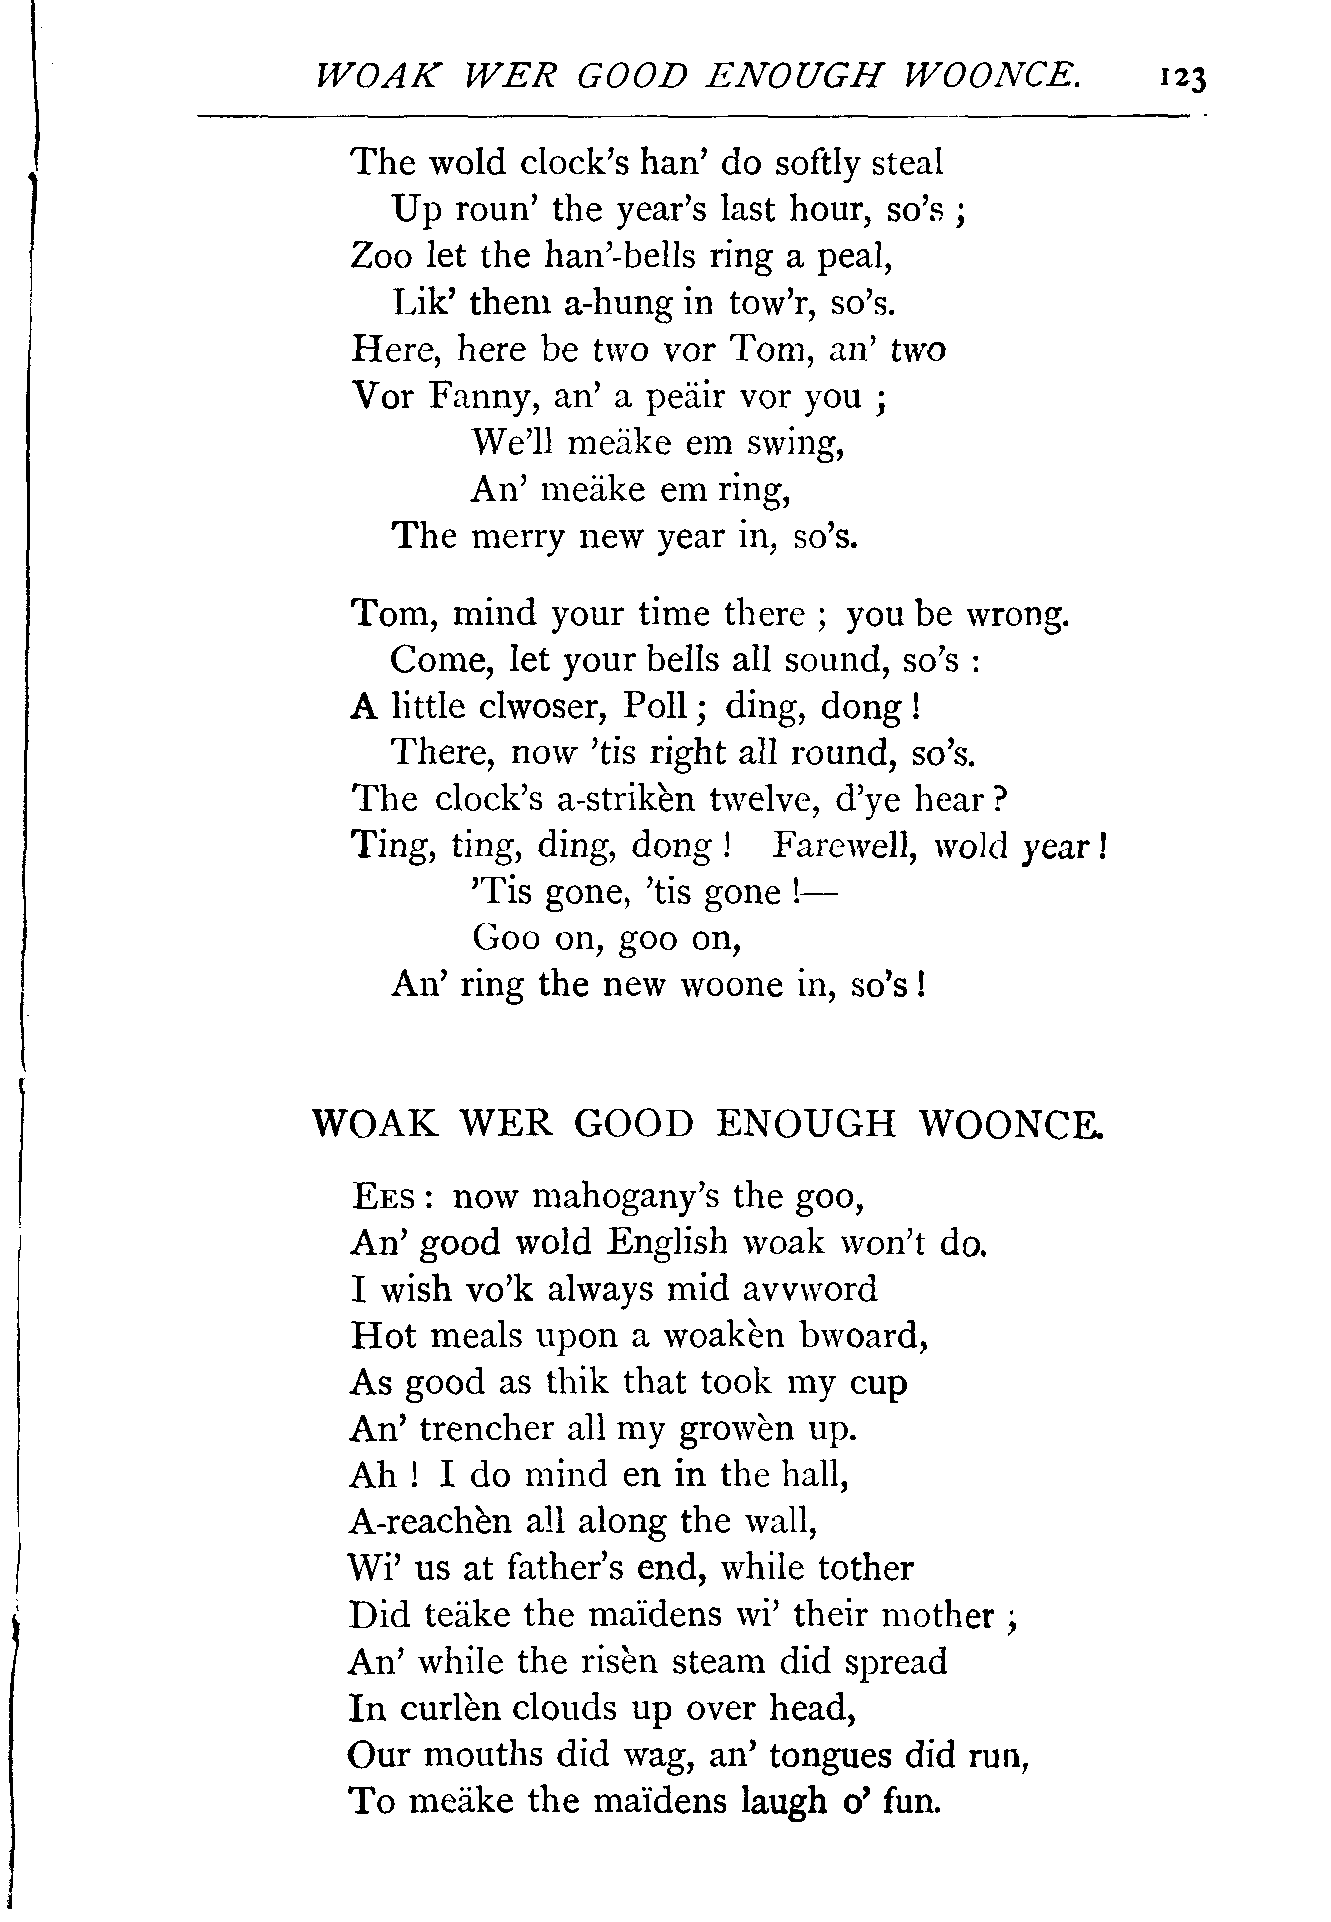 WOAK WER GOOD ENOUGH WOONCE. 123
The wold clock's han' do softly steal
Up roun' the year's last hour, so's ;
Zoo let the han'-bells ring a peal,
Lik' them a-hung in tow'r, so's.
Here, here be two vor Tom, an' two
Vor Fanny, an' a peäir vor you ;
We'll meäke em swing,
An' meäke em ring,
The merry new year in, so's.
Tom, mind your time there ; you be wrong.
Come, let your bells all sound, so's :
A little clwoser, Poll ; ding, dong !
There, now 'tis right all round, so's.
The clock's a-strikèn twelve, d'ye hear ?
Ting, ting, ding, dong ! Farewell, wold year !
'Tis gone, 'tis gone !—
Goo on, goo on,
An' ring the new woone in, so's !
WOAK WER GOOD ENOUGH WOONCE.
EES : now mahogany's the goo,
An' good wold English woak won't do.
I wish vo'k always mid avvword
Hot meals upon a woakèn bwoard,
As good as thik that took my cup
An' trencher all my growèn up.
Ah ! I do mind en in the hall,
A-reachèn all along the wall,
Wi' us at father's end, while tother
Did teäke the maïdens wi' their mother ;
An' while the risèn steam did spread
In curlèn clouds up over head,
Our mouths did wag, an' tongues did run,
To meäke the maïdens laugh o' fun.